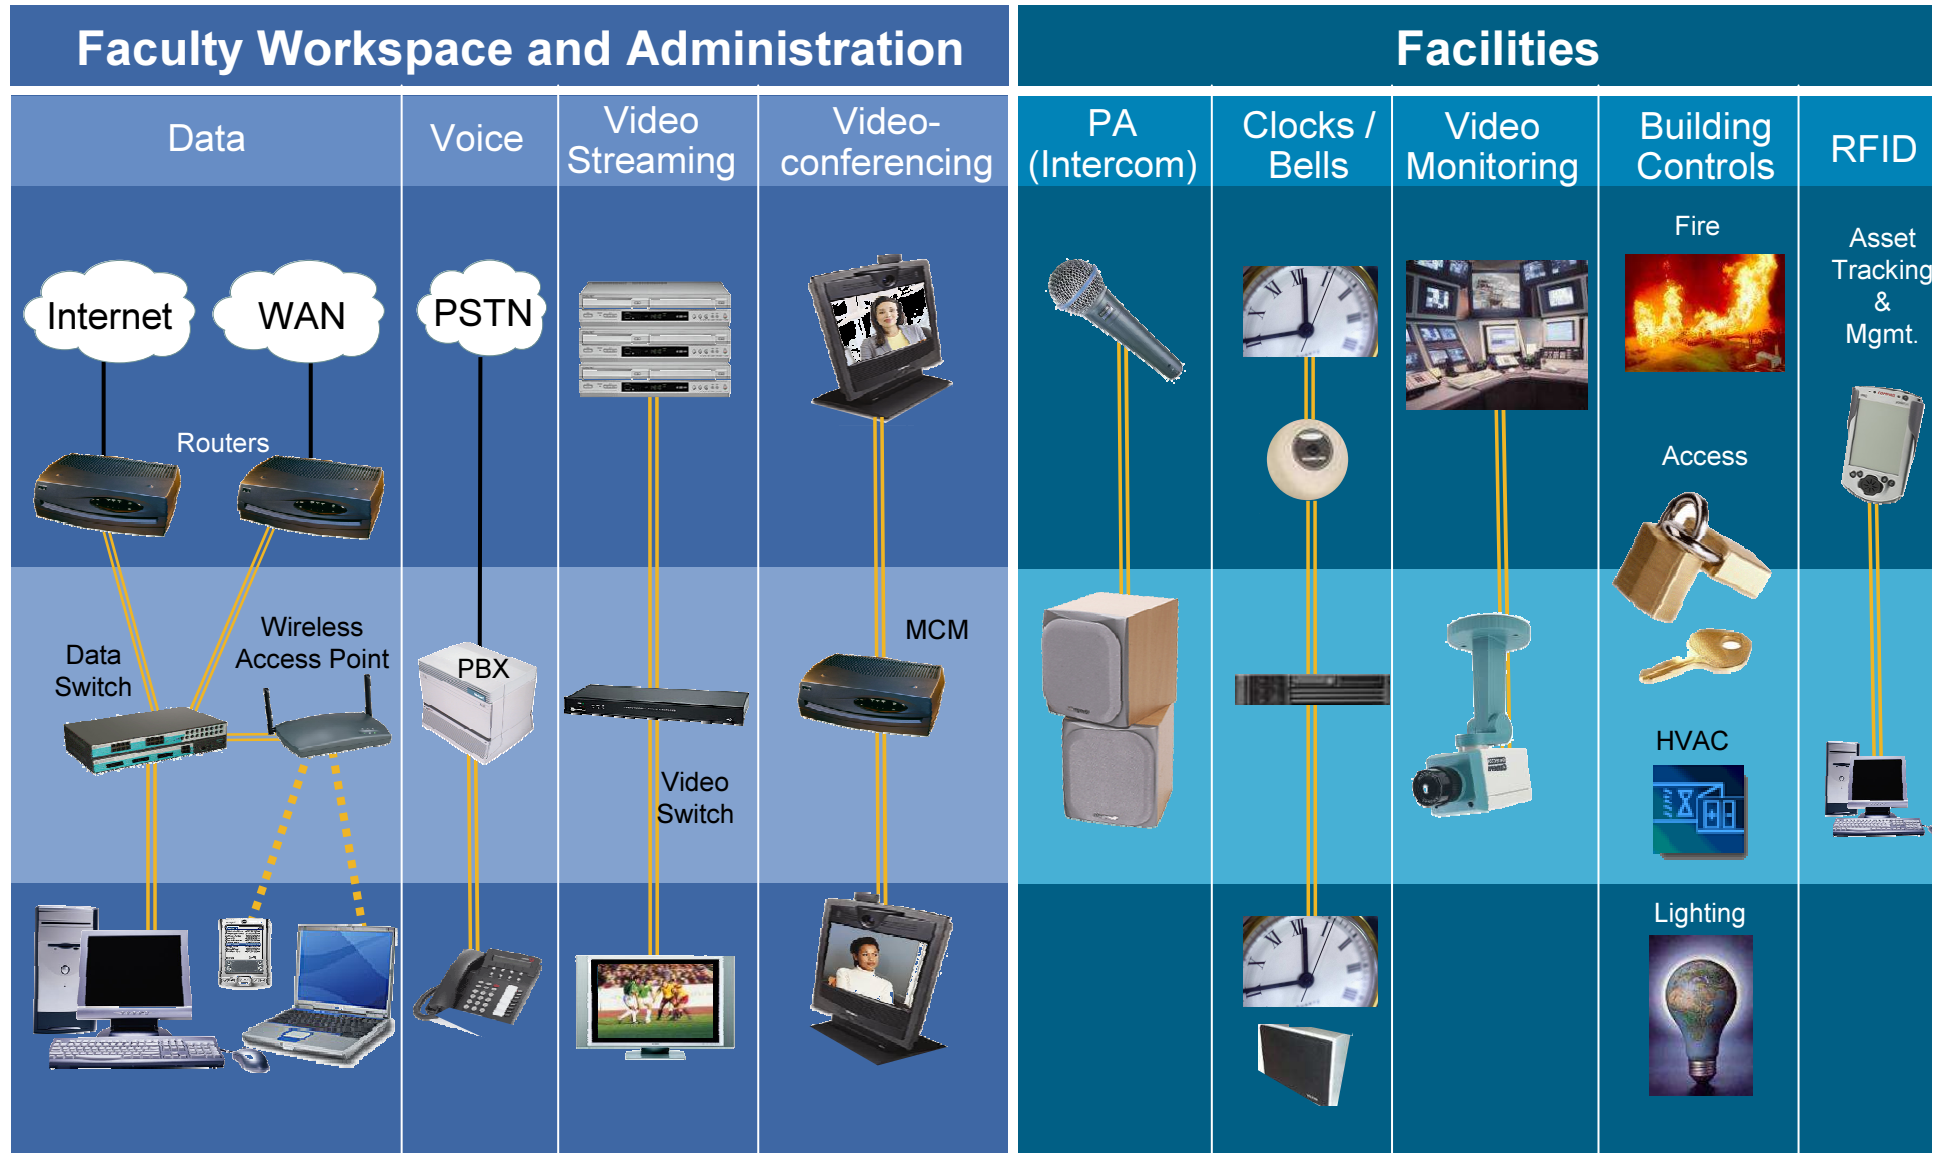 Faculty Workspace and Administration
Facilities
Data
Voice
Video
Streaming
Video-
conferencing
PA
(Intercom)
Clocks /
Bells
Video
Monitoring
Building
Controls
RFID
Internet
WAN
Routers
Data
Switch
Wireless
Access Point
PSTN
PBX
Video
Switch
MCM
Fire
Access
HVAC
Lighting
Asset
Tracking
&
Mgmt.